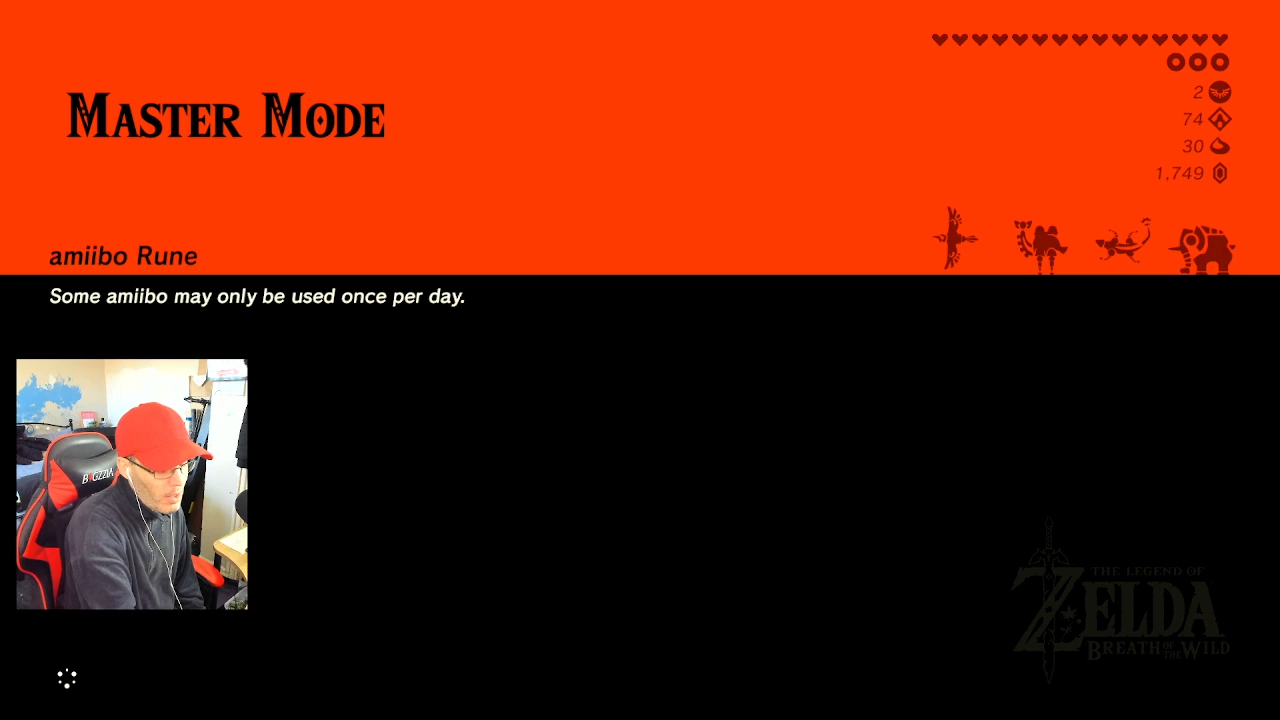 MASTER MODE
2
74
30
1,749
amiibo Rune
Some amiibo may only be used once per day.
BIGZZIA
THE LEGEND OF
ZELDA
BREATH OF THE WILD